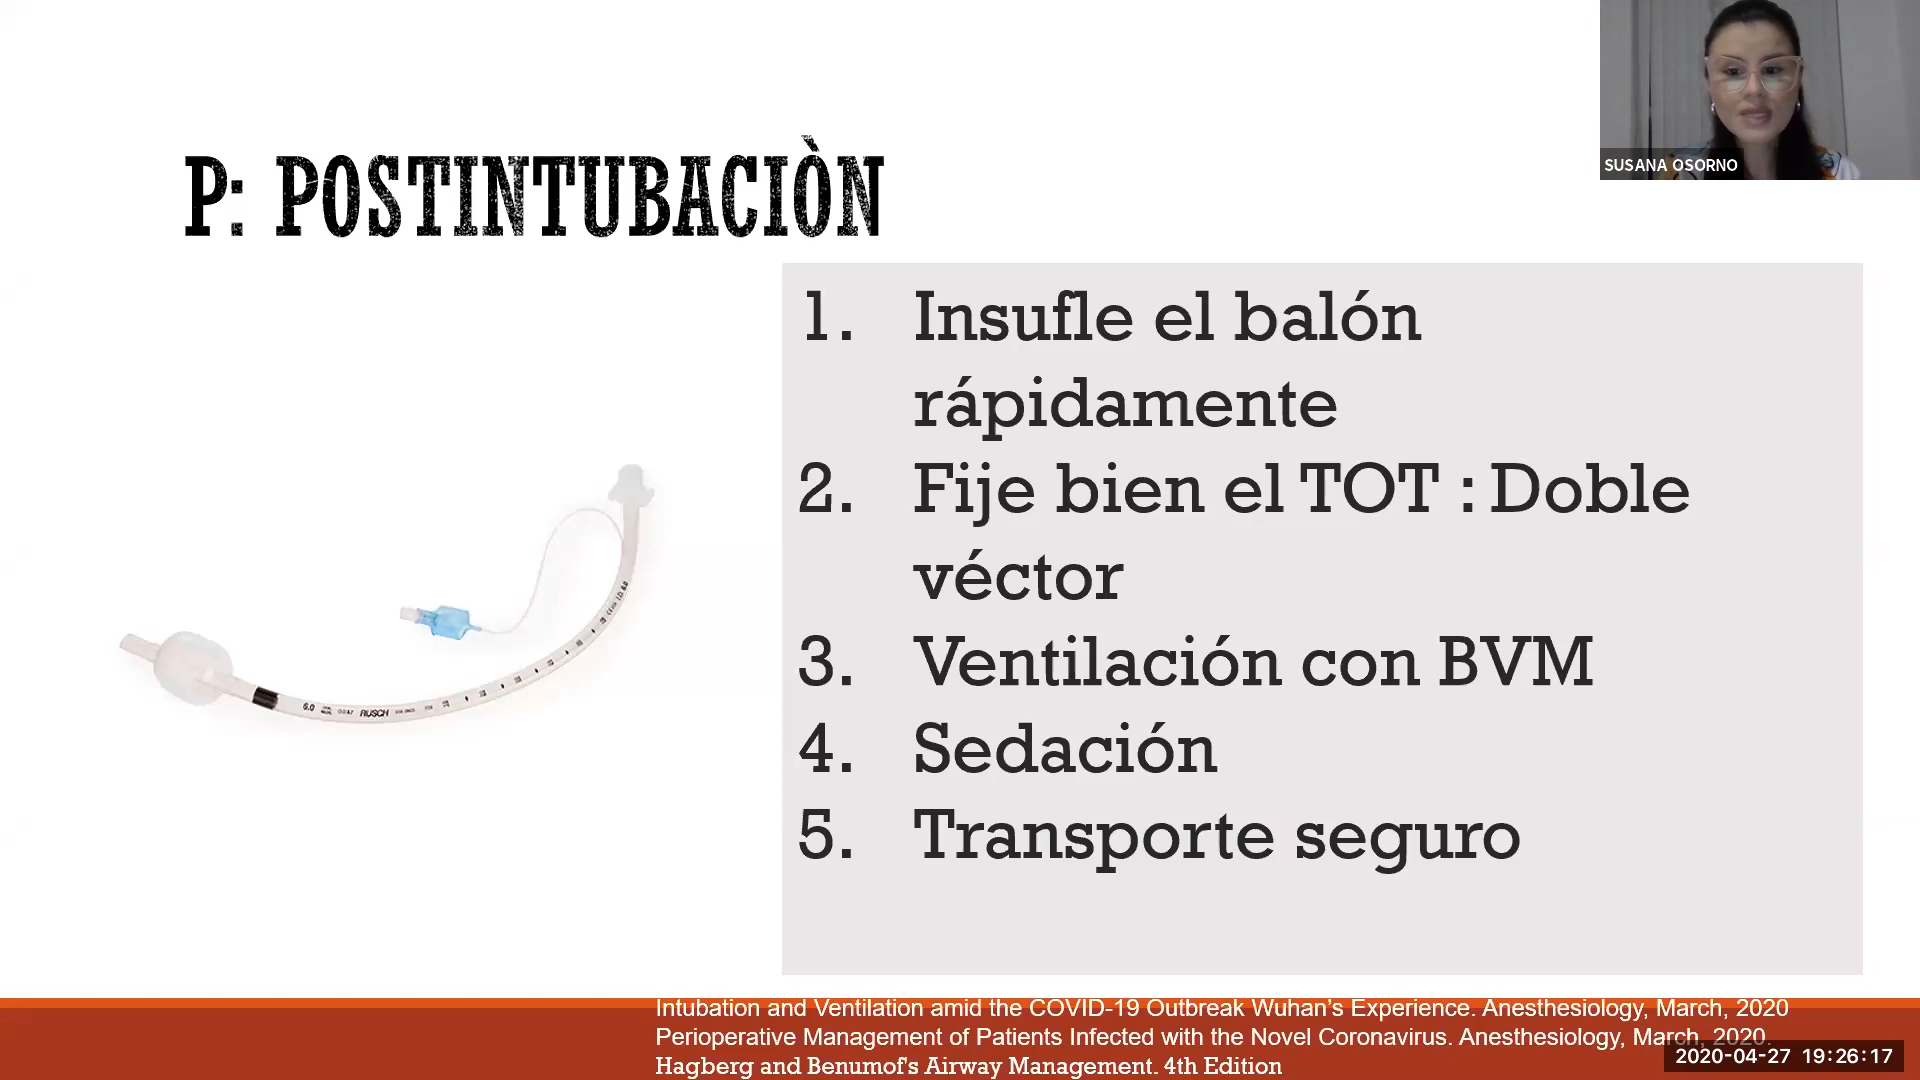 SUSANA OSORNO
P: POSTINTUBACIÒN
1. Insufle el balón
rápidamente
2. Fije bien el TOT : Doble
véctor
3. Ventilación con BVM
4. Sedación
5. Transporte seguro
6.0
RUSCH
Intubation and Ventilation amid the COVID-19 Outbreak Wuhan's Experience. Anesthesiology, March, 2020
Perioperative Management of Patients Infected with the Novel Coronavirus. Anesthesiology, March, 2020.
Hagberg and Benumof's Airway Management. 4th Edition
2020-04-27 19:26:17